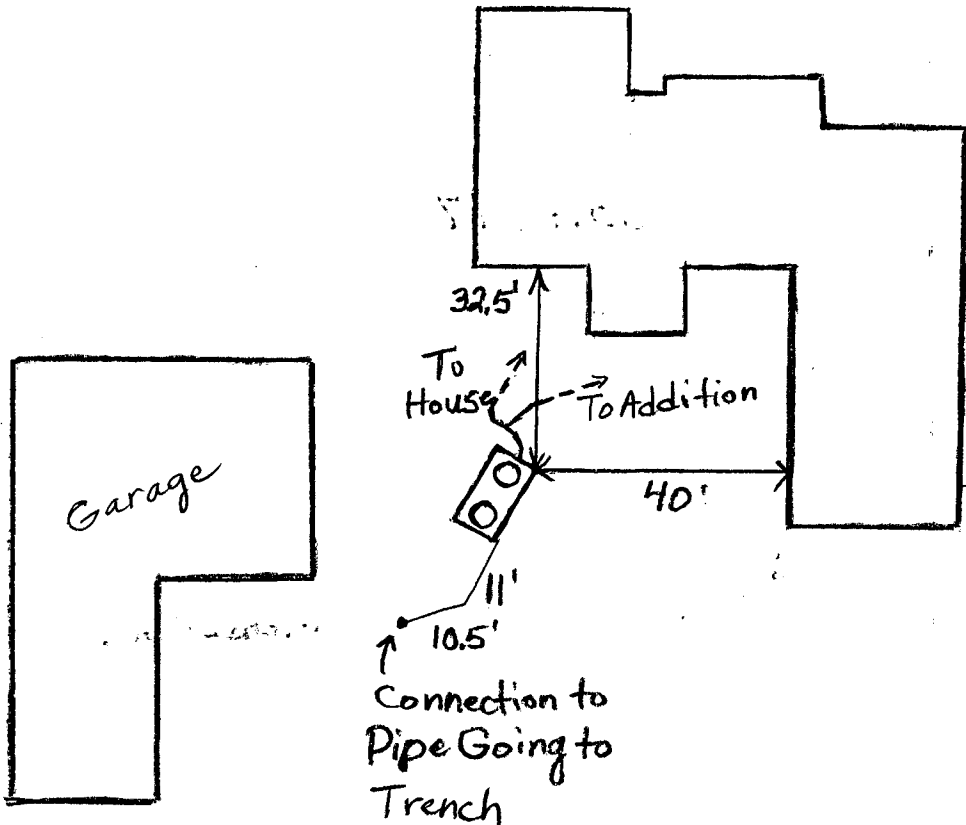 32.5'
To
House
To Addition
Garage
40'
11'
10.5'
Connection to
Pipe Going to
Trench